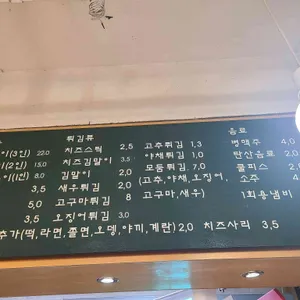 튀김류 음료
이(3인) 22.0 치즈스틱 2.5 고추튀김 1.3 병맥주 4.0
이(2인) 15.0 치즈김말이 3.5 야채튀김 1.0 탄산음료 2.0
이(1인) 8.0 김말이 2.0 모듬튀김 7.0 쿨피스
3.5 새우튀김 2.0 (고추,야채,오징어, 소주 4
5.0 고구마튀김 8 고구마,새우) 1회용냄비
3.5 오징어튀김 3.0
추가(떡,라면,쫄면,오뎅,야끼,계란) 2.0 치즈사리 3.5